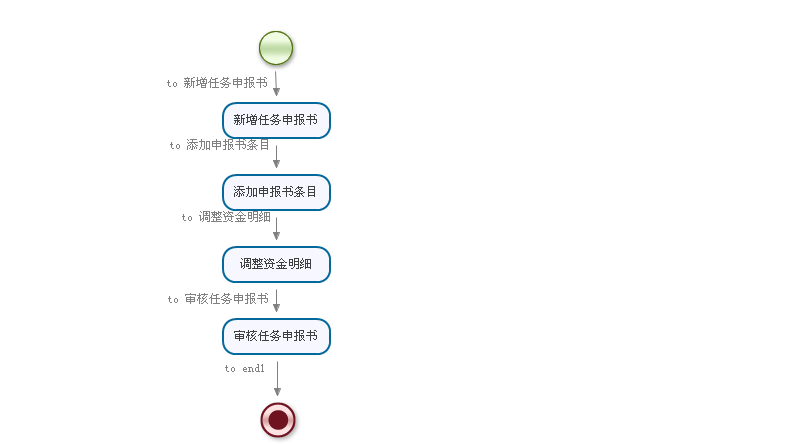 to 新增任务申报书
新增任务申报书
to 添加申报书条目
添加申报书条目
to 调整资金明细
调整资金明细
to 审核任务申报书
审核任务申报书
to end1